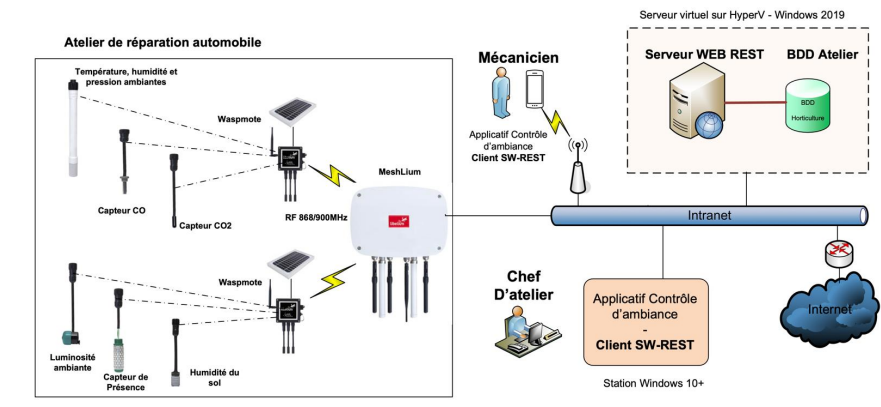 Serveur virtuel sur HyperV - Windows 2019
Atelier de réparation automobile
Température, humidité et
pression ambiantes
Waspmote
Capteur CO
Capteur CO2
RF 868/900MHz
MeshLium
Waspmote
Luminosité
ambiante
Capteur de
Présence
Humidité du
sol
Mécanicien
Applicatif Contrôle
d'ambiance
Client SW-REST
Serveur WEB REST
BDD Atelier
BDD
Horticulture
Intranet
Chef
D'atelier
Applicatif Contrôle
d'ambiance
-
Client SW-REST
Station Windows 10+
Internet